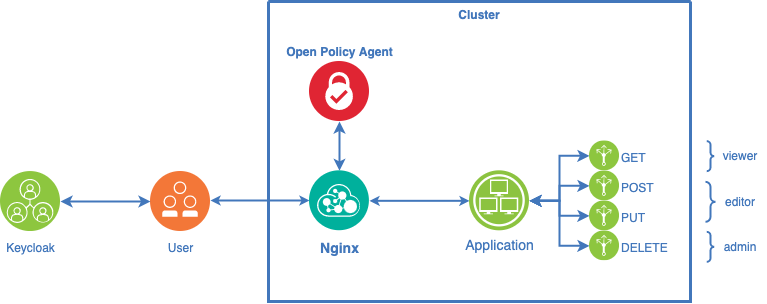 Cluster
Open Policy Agent
GET
viewer
POST
editor
PUT
DELETE
admin
Keycloak
User
Nginx
Application